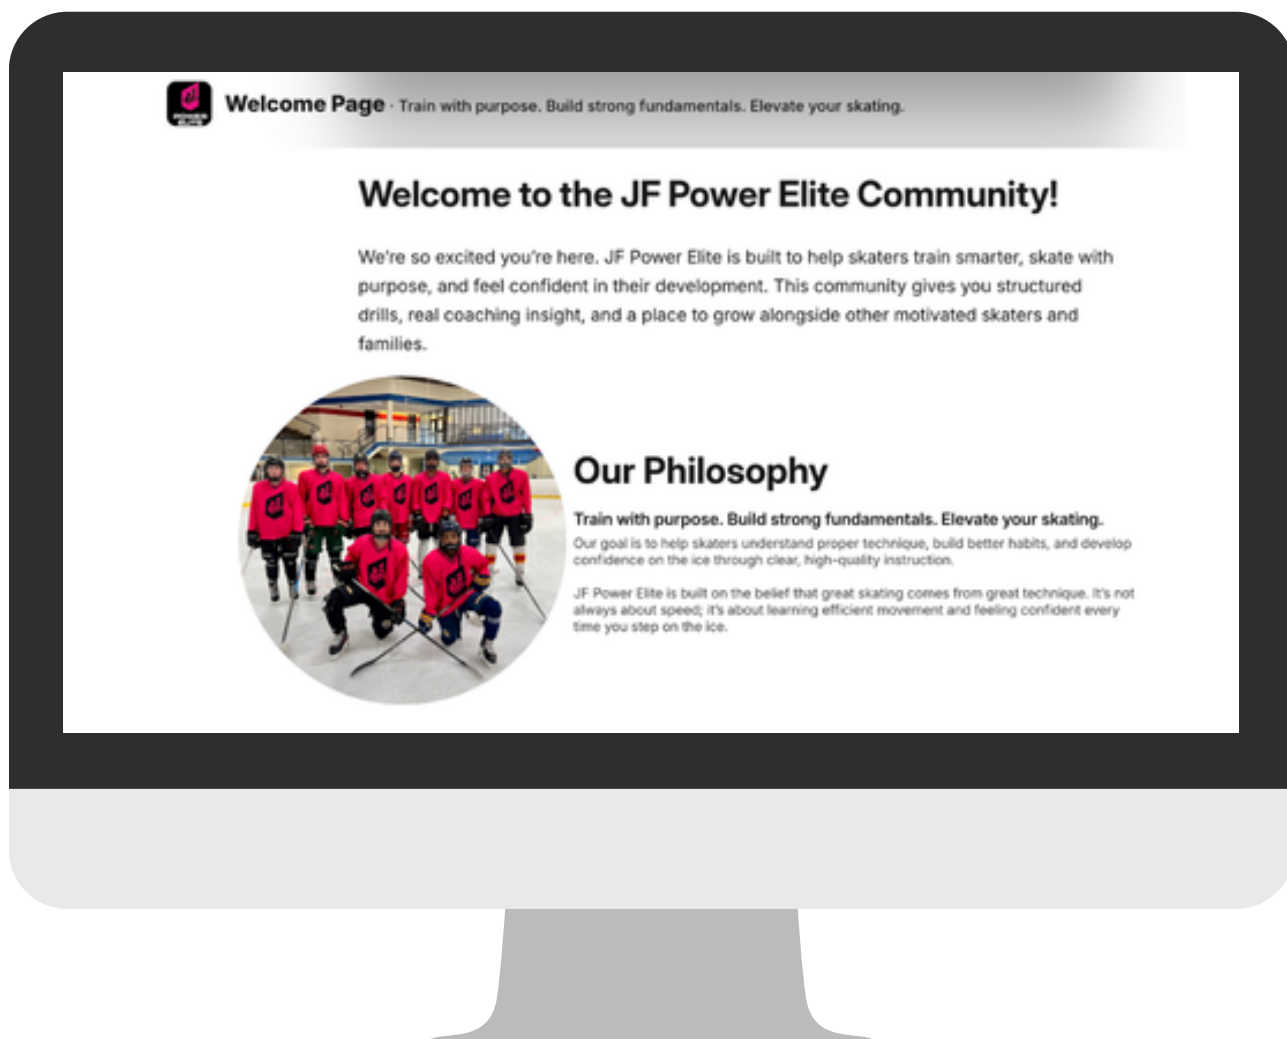 POWER
ELITE
Welcome Page · Train with purpose. Build strong fundamentals. Elevate your skating.
Welcome to the JF Power Elite Community!
We're so excited you're here. JF Power Elite is built to help skaters train smarter, skate with
purpose, and feel confident in their development. This community gives you structured
drills, real coaching insight, and a place to grow alongside other motivated skaters and
families.
Our Philosophy
Train with purpose. Build strong fundamentals. Elevate your skating.
Our goal is to help skaters understand proper technique, build better habits, and develop
confidence on the ice through clear, high-quality instruction.
JF Power Elite is built on the belief that great skating comes from great technique. It's not
always about speed; it's about learning efficient movement and feeling confident every
time you step on the ice.